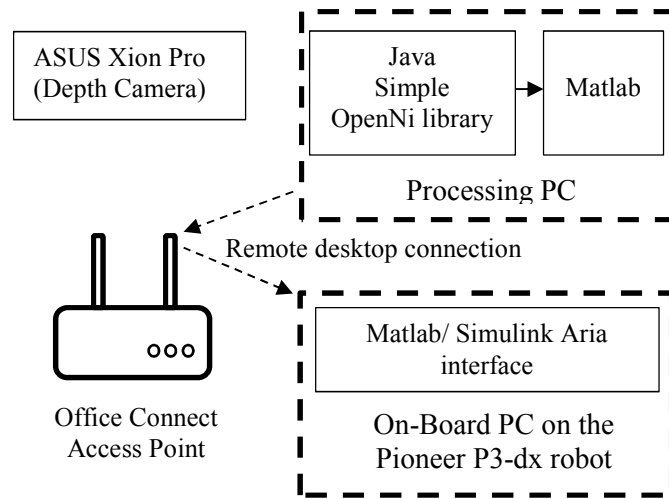 ASUS Xion Pro
(Depth Camera)
Java
Simple
OpenNi library
Matlab
Processing PC
Remote desktop connection
Matlab/ Simulink Aria
interface
Office Connect
Access Point
On-Board PC on the
Pioneer P3-dx robot